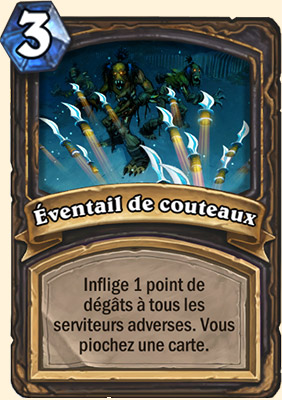 3
Éventail de couteaux
Inflige 1 point de
dégâts à tous les
serviteurs adverses. Vous
piochez une carte.